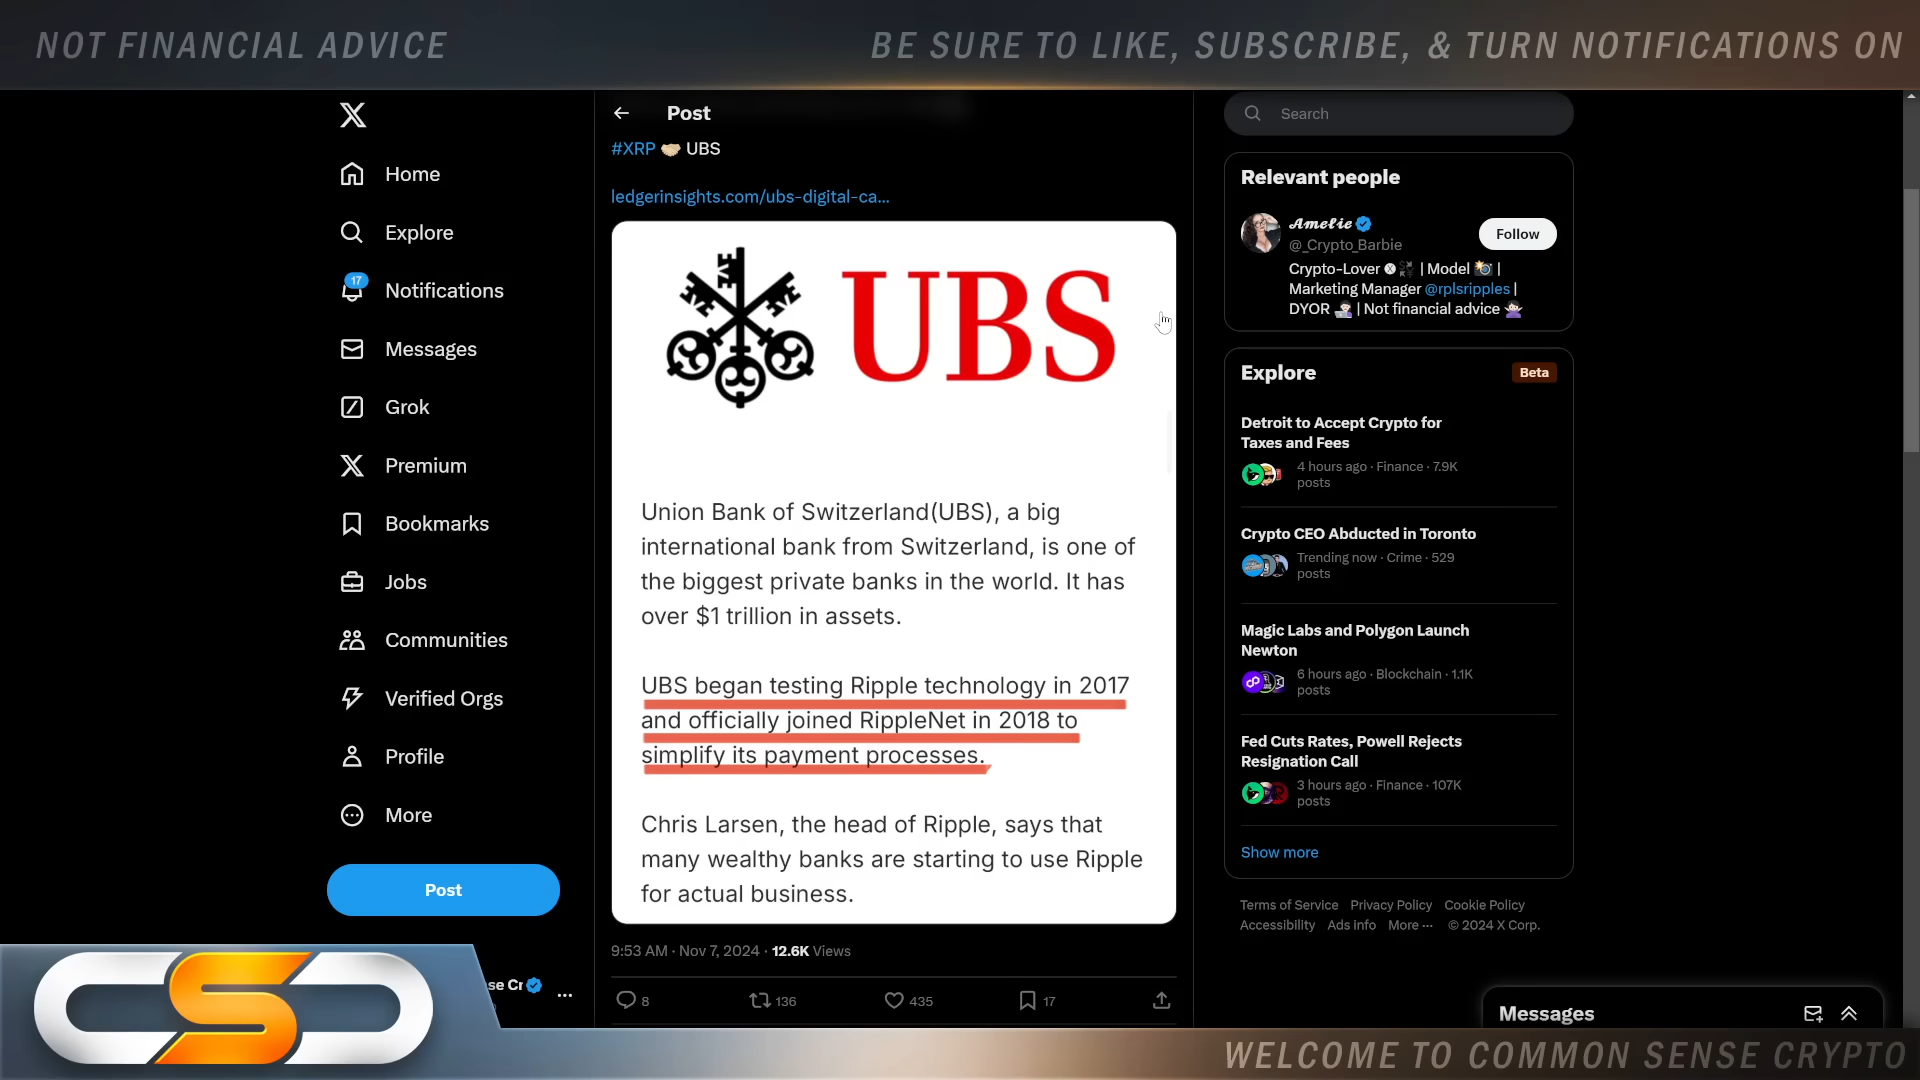 NOT FINANCIAL ADVICE
BE SURE TO LIKE, SUBSCRIBE, & TURN NOTIFICATIONS ON
Home
Explore
17
Notifications
Messages
Grok
Premium
Bookmarks
Jobs
Communities
Verified Orgs
Profile
More
Post
se Cr
Post
#XRP 🤝🏼 UBS
ledgerinsights.com/ubs-digital-ca...
UBS
Union Bank of Switzerland(UBS), a big
international bank from Switzerland, is one of
the biggest private banks in the world. It has
over $1 trillion in assets.
UBS began testing Ripple technology in 2017
and officially joined RippleNet in 2018 to
simplify its payment processes.
Chris Larsen, the head of Ripple, says that
many wealthy banks are starting to use Ripple
for actual business.
9:53 AM · Nov 7, 2024 · 12.6K Views
8 136 435 17
Search
Relevant people
𝓐𝓶𝓮𝓵𝓲𝓮
@_Crypto_Barbie
Follow
Crypto-Lover | Model 📸 |
Marketing Manager @rplsripples |
DYOR | Not financial advice
Explore
Beta
Detroit to Accept Crypto for
Taxes and Fees
4 hours ago · Finance · 7.9K
posts
Crypto CEO Abducted in Toronto
Trending now · Crime · 529
posts
Magic Labs and Polygon Launch
Newton
6 hours ago · Blockchain · 1.1K
posts
Fed Cuts Rates, Powell Rejects
Resignation Call
3 hours ago · Finance · 107K
posts
Show more
Terms of Service Privacy Policy Cookie Policy
Accessibility Ads info More ··· © 2024 X Corp.
Messages
CSC
WELCOME TO COMMON SENSE CRYPTO